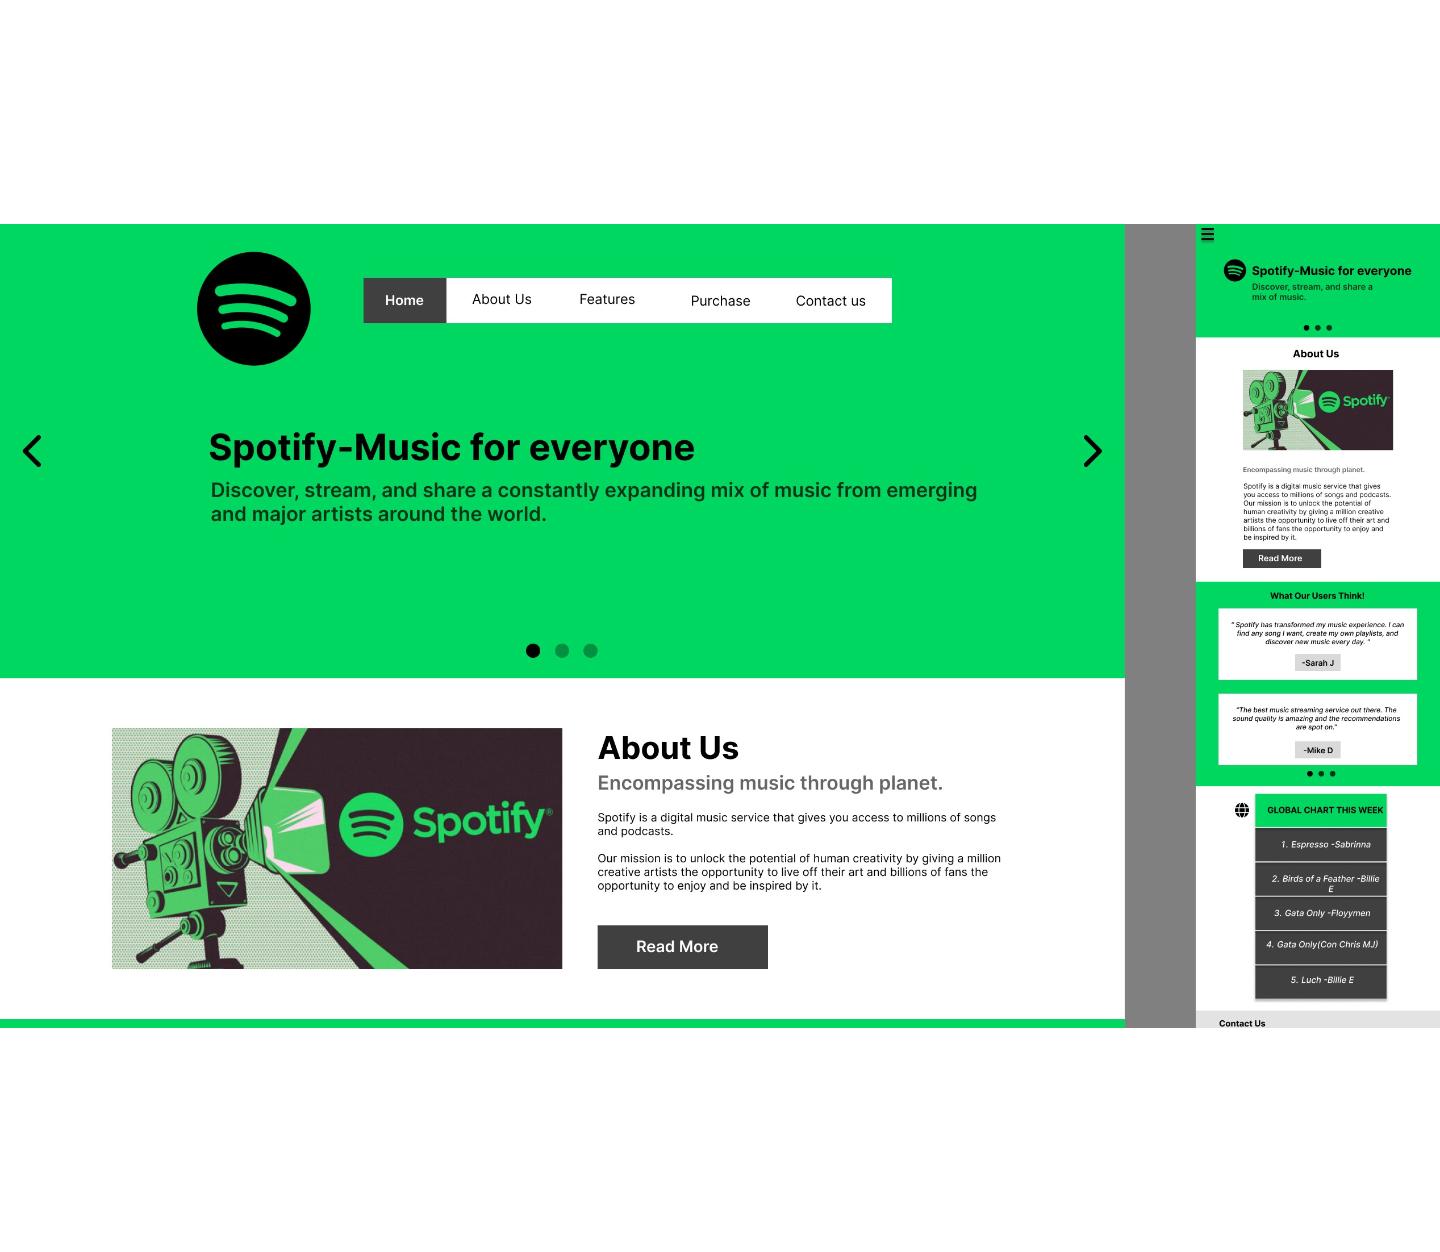 Home
About Us
Features
Purchase
Contact us
Spotify-Music for everyone
Discover, stream, and share a constantly expanding mix of music from emerging
and major artists around the world.
Spotify®
About Us
Encompassing music through planet.
Spotify is a digital music service that gives you access to millions of songs
and podcasts.
Our mission is to unlock the potential of human creativity by giving a million
creative artists the opportunity to live off their art and billions of fans the
opportunity to enjoy and be inspired by it.
Read More
Spotify-Music for everyone
Discover, stream, and share a
mix of music.
About Us
Spotify
Encompassing music through planet.
Spotify is a digital music service that gives
you access to millions of songs and podcasts.
Our mission is to unlock the potential of
human creativity by giving a million creative
artists the opportunity to live off their art and
billions of fans the opportunity to enjoy and
be inspired by it.
Read More
What Our Users Think!
" Spotify has transformed my music experience. I can
find any song I want, create my own playlists, and
discover new music every day. "
-Sarah J
"The best music streaming service out there. The
sound quality is amazing and the recommendations
are spot on."
-Mike D
GLOBAL CHART THIS WEEK
1. Espresso -Sabrinna
2. Birds of a Feather -Billie
E
3. Gata Only -Floyymen
4. Gata Only(Con Chris MJ)
5. Luch -Billie E
Contact Us